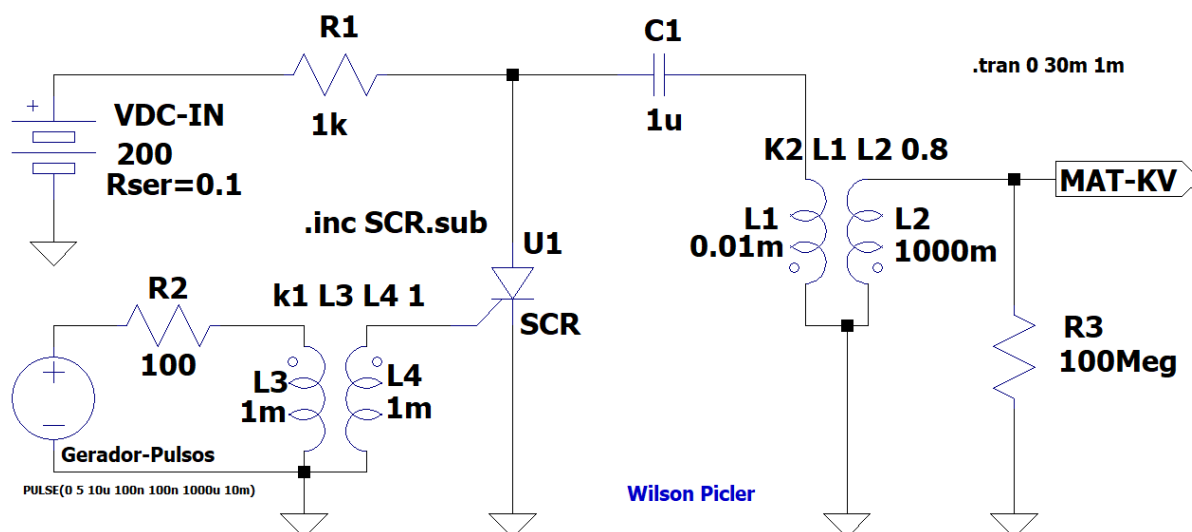 R1
1k
C1
1u
.tran 0 30m 1m
+
VDC-IN
200
Rser=0.1
K2 L1 L2 0.8
MAT-KV
L1
0.01m
L2
1000m
.inc SCR.sub
U1
SCR
R2
100
k1 L3 L4 1
L3
1m
L4
1m
R3
100Meg
Gerador-Pulsos
PULSE(0 5 10u 100n 100n 1000u 10m)
Wilson Picler